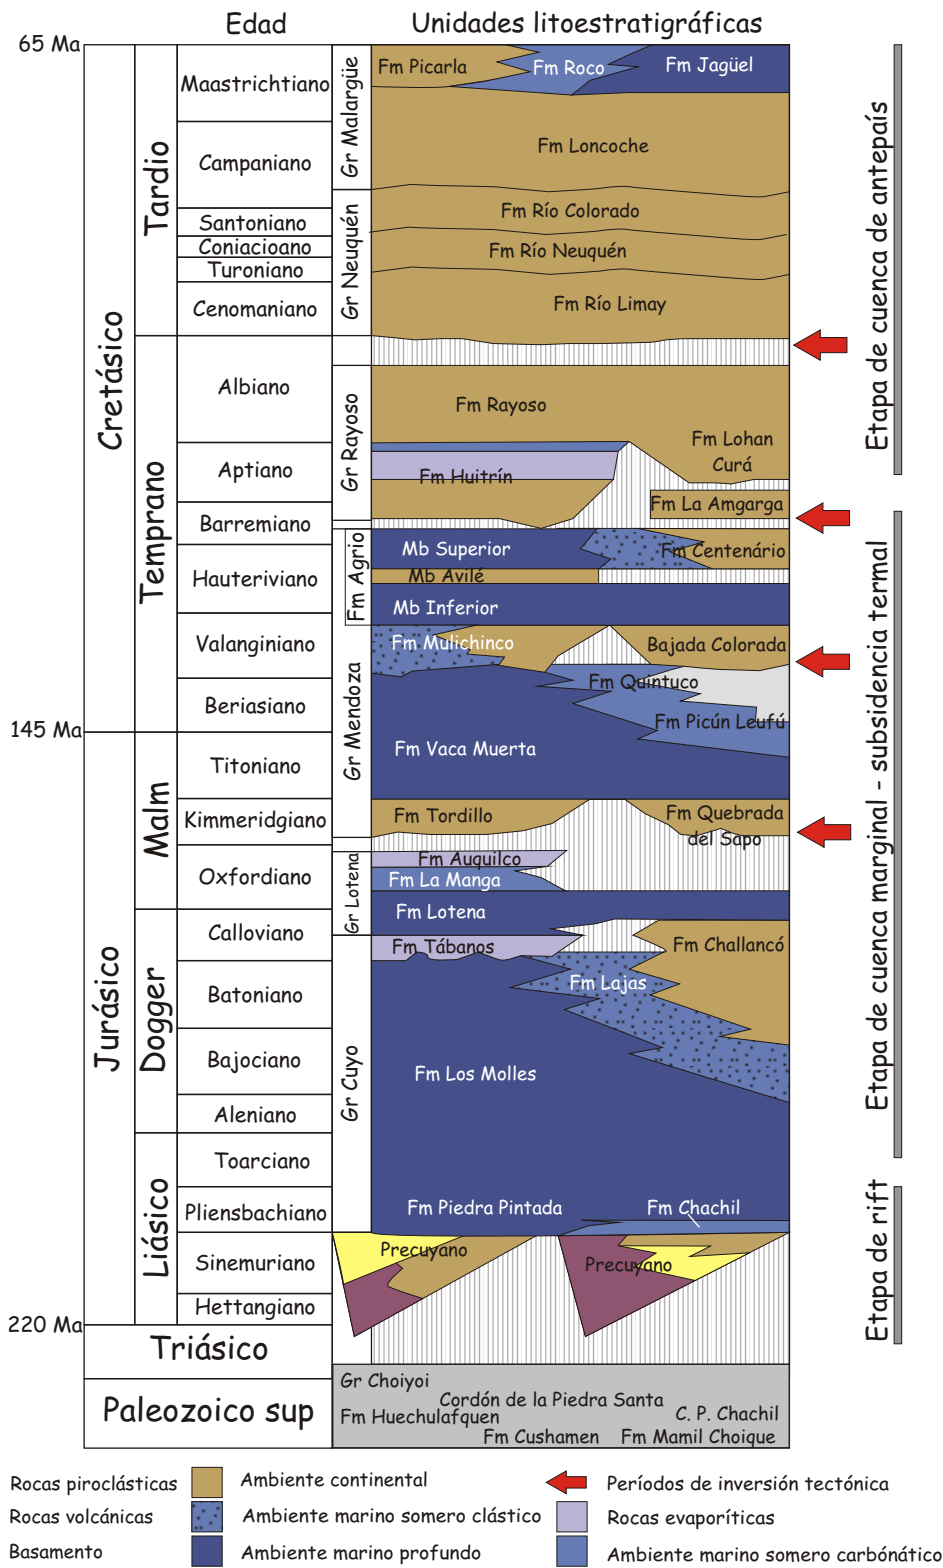 Edad
Unidades litoestratigráficas
65 Ma
145 Ma
220 Ma
Cretásico
Jurásico
Triásico
Paleozoico sup
Tardio
Temprano
Malm
Dogger
Liásico
Maastrichtiano
Campaniano
Santoniano
Coniacioano
Turoniano
Cenomaniano
Albiano
Aptiano
Barremiano
Hauteriviano
Valanginiano
Beriasiano
Titoniano
Kimmeridgiano
Oxfordiano
Calloviano
Batoniano
Bajociano
Aleniano
Toarciano
Pliensbachiano
Sinemuriano
Hettangiano
Gr Malargüe
Gr Neuquén
Gr Rayoso
Fm Agrio
Gr Mendoza
Gr Lotena
Gr Cuyo
Fm Picarla
Fm Roco
Fm Jagüel
Fm Loncoche
Fm Río Colorado
Fm Río Neuquén
Fm Río Limay
Fm Rayoso
Fm Lohan
Curá
Fm Huitrín
Fm La Amgarga
Mb Superior
Fm Centenário
Mb Avilé
Mb Inferior
Fm Mulichinco
Bajada Colorada
Fm Quintuco
Fm Picún Leufú
Fm Vaca Muerta
Fm Tordillo
Fm Quebrada
del Sapo
Fm Auquilco
Fm La Manga
Fm Lotena
Fm Tábanos
Fm Challancó
Fm Lajas
Fm Los Molles
Fm Piedra Pintada
Fm Chachil
Precuyano
Precuyano
Gr Choiyoi
Cordón de la Piedra Santa
Fm Huechulafquen
C. P. Chachil
Fm Cushamen
Fm Mamil Choique
Etapa de cuenca de antepaís
Etapa de cuenca marginal - subsidencia termal
Etapa de rift
Rocas piroclásticas
Ambiente continental
Períodos de inversión tectónica
Rocas volcánicas
Ambiente marino somero clástico
Rocas evaporíticas
Basamento
Ambiente marino profundo
Ambiente marino somero carbónático